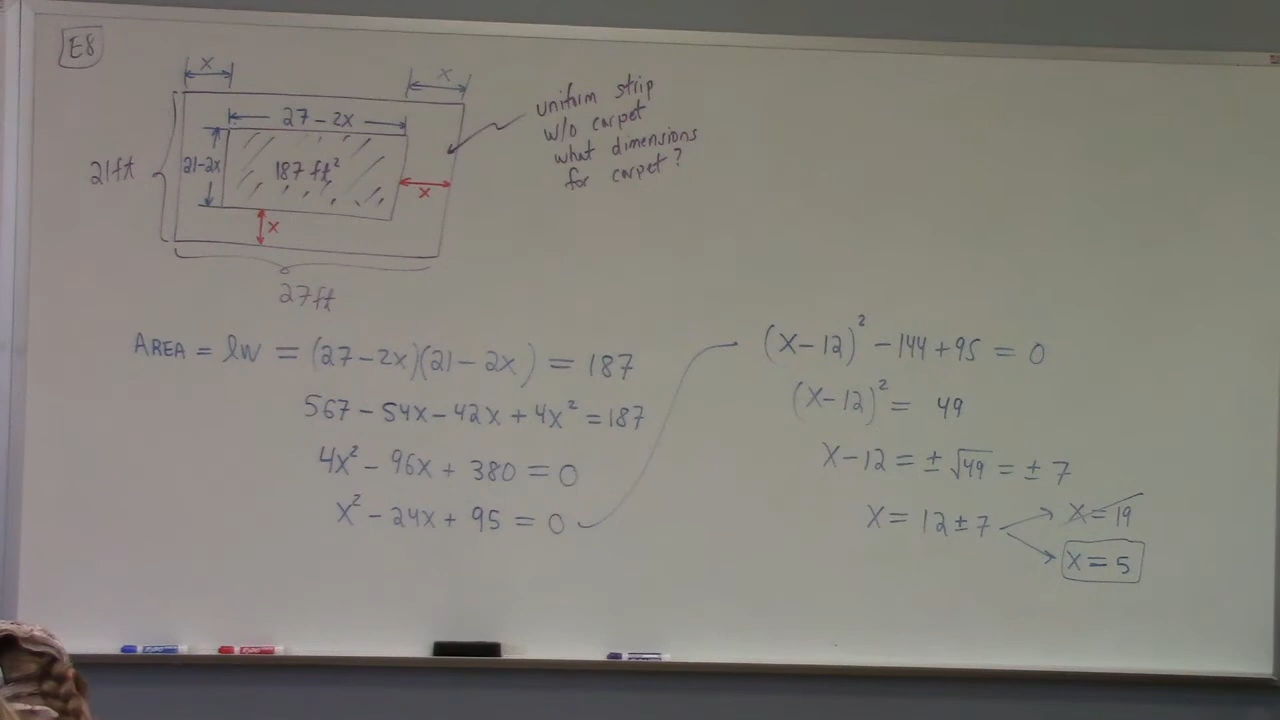 E8
x
x
27 - 2x
21ft
21-2x
187 ft²
x
x
27ft
uniform strip
w/o carpet
what dimensions
for carpet?
AREA = lw = (27 - 2x)(21 - 2x) = 187
567 - 54x - 42x + 4x² = 187
4x² - 96x + 380 = 0
x² - 24x + 95 = 0
(x-12)² - 144 + 95 = 0
(x-12)² = 49
x-12 = ± √49 = ± 7
x = 12 ± 7
x = 19
x = 5